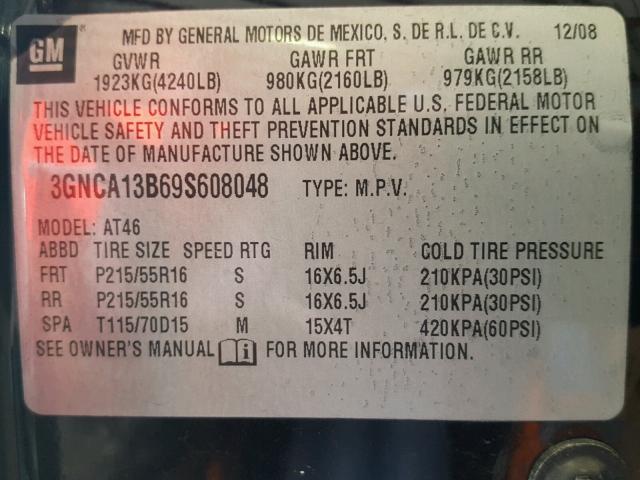 GM
MFD BY GENERAL MOTORS DE MEXICO, S. DE R.L. DE C.V. 12/08
GVWR GAWR FRT GAWR RR
1923KG(4240LB) 980KG(2160LB) 979KG(2158LB)
THIS VEHICLE CONFORMS TO ALL APPLICABLE U.S. FEDERAL MOTOR
VEHICLE SAFETY AND THEFT PREVENTION STANDARDS IN EFFECT ON
THE DATE OF MANUFACTURE SHOWN ABOVE.
3GNCA13B69S608048 TYPE: M.P.V.
MODEL: AT46
ABBD TIRE SIZE SPEED RTG RIM COLD TIRE PRESSURE
FRT P215/55R16 S 16X6.5J 210KPA(30PSI)
RR P215/55R16 S 16X6.5J 210KPA(30PSI)
SPA T115/70D15 M 15X4T 420KPA(60PSI)
SEE OWNER'S MANUAL FOR MORE INFORMATION.